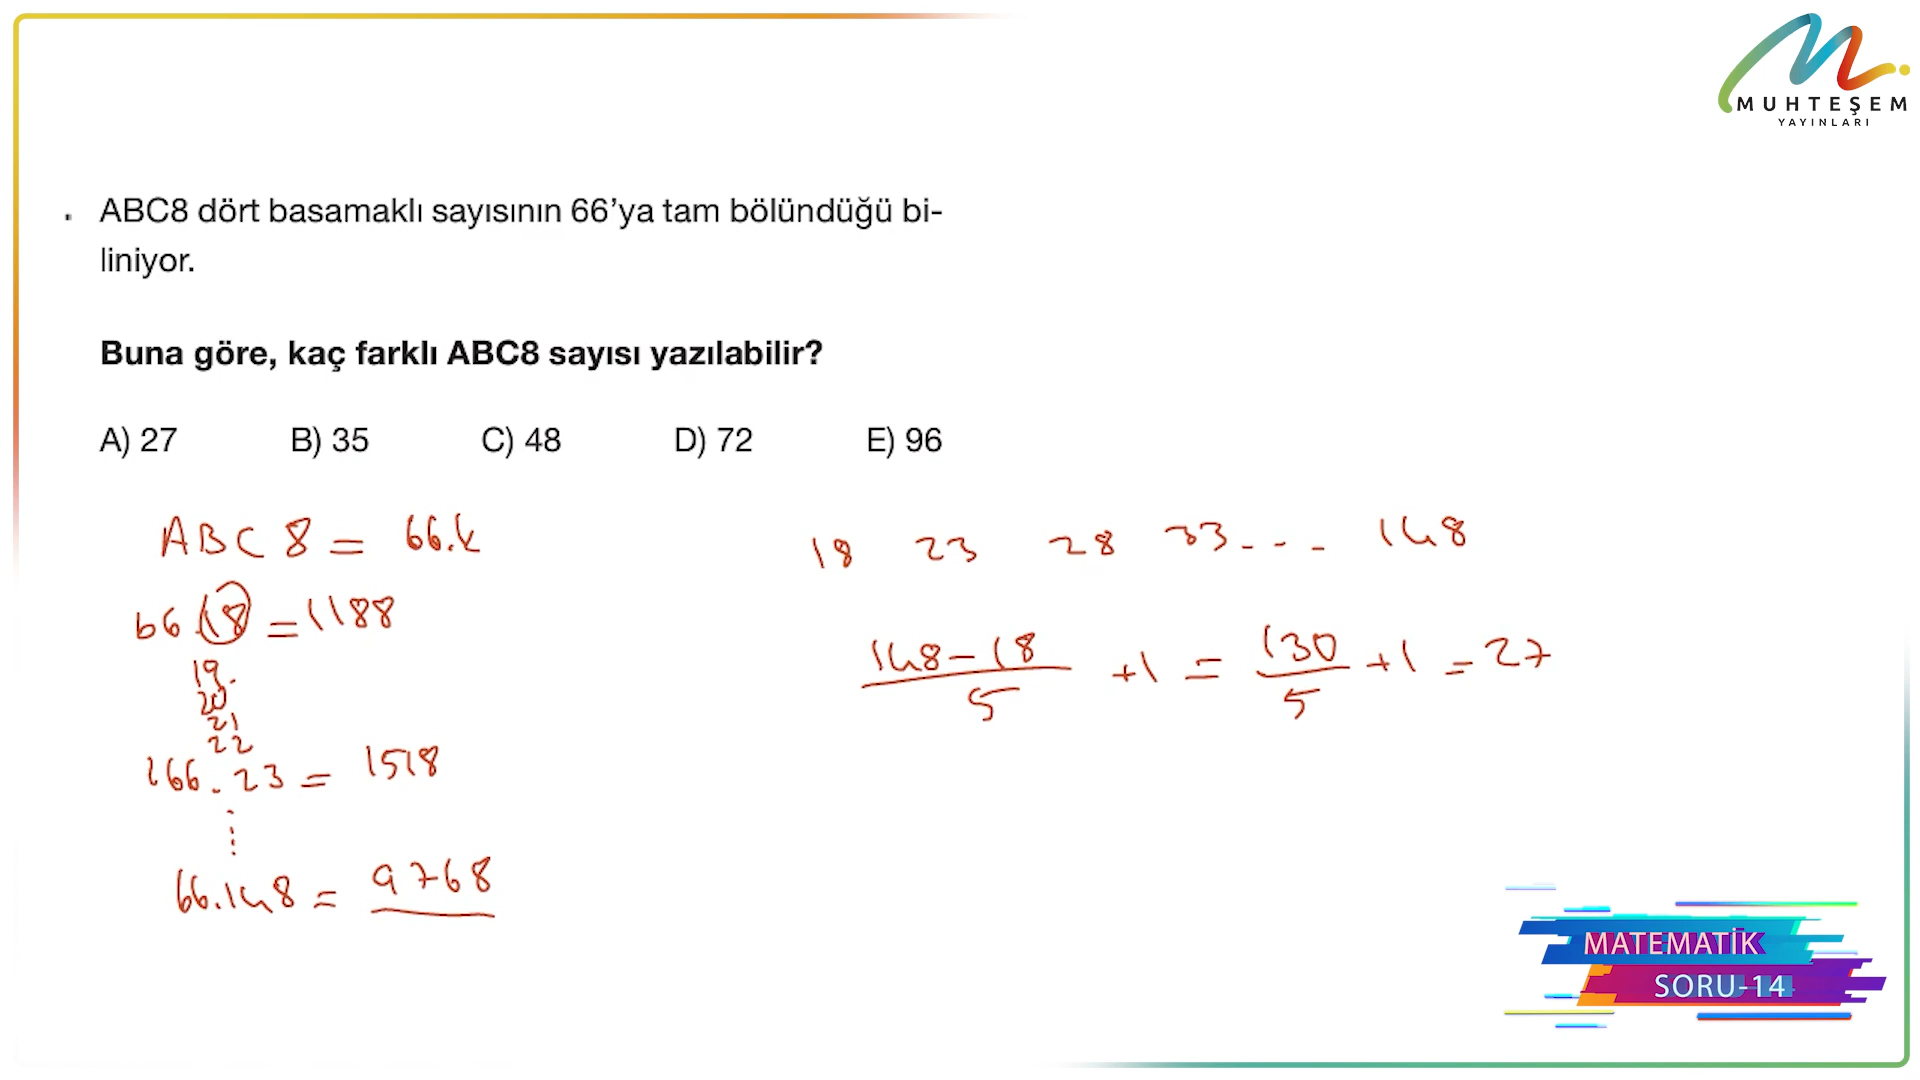 MUHTEŞEM
YAYINLARI
ABC8 dört basamaklı sayısının 66'ya tam bölündüğü bi-
liniyor.
Buna göre, kaç farklı ABC8 sayısı yazılabilir?
A) 27 B) 35 C) 48 D) 72 E) 96
ABC8 = 66.k
66.18 = 1188
19
20
21
22
66.23 = 1518
⋮
66.148 = 9768
18 23 28 33 - - - 148
148-18/5 +1 = 130/5 +1 = 27
MATEMATİK
SORU-14